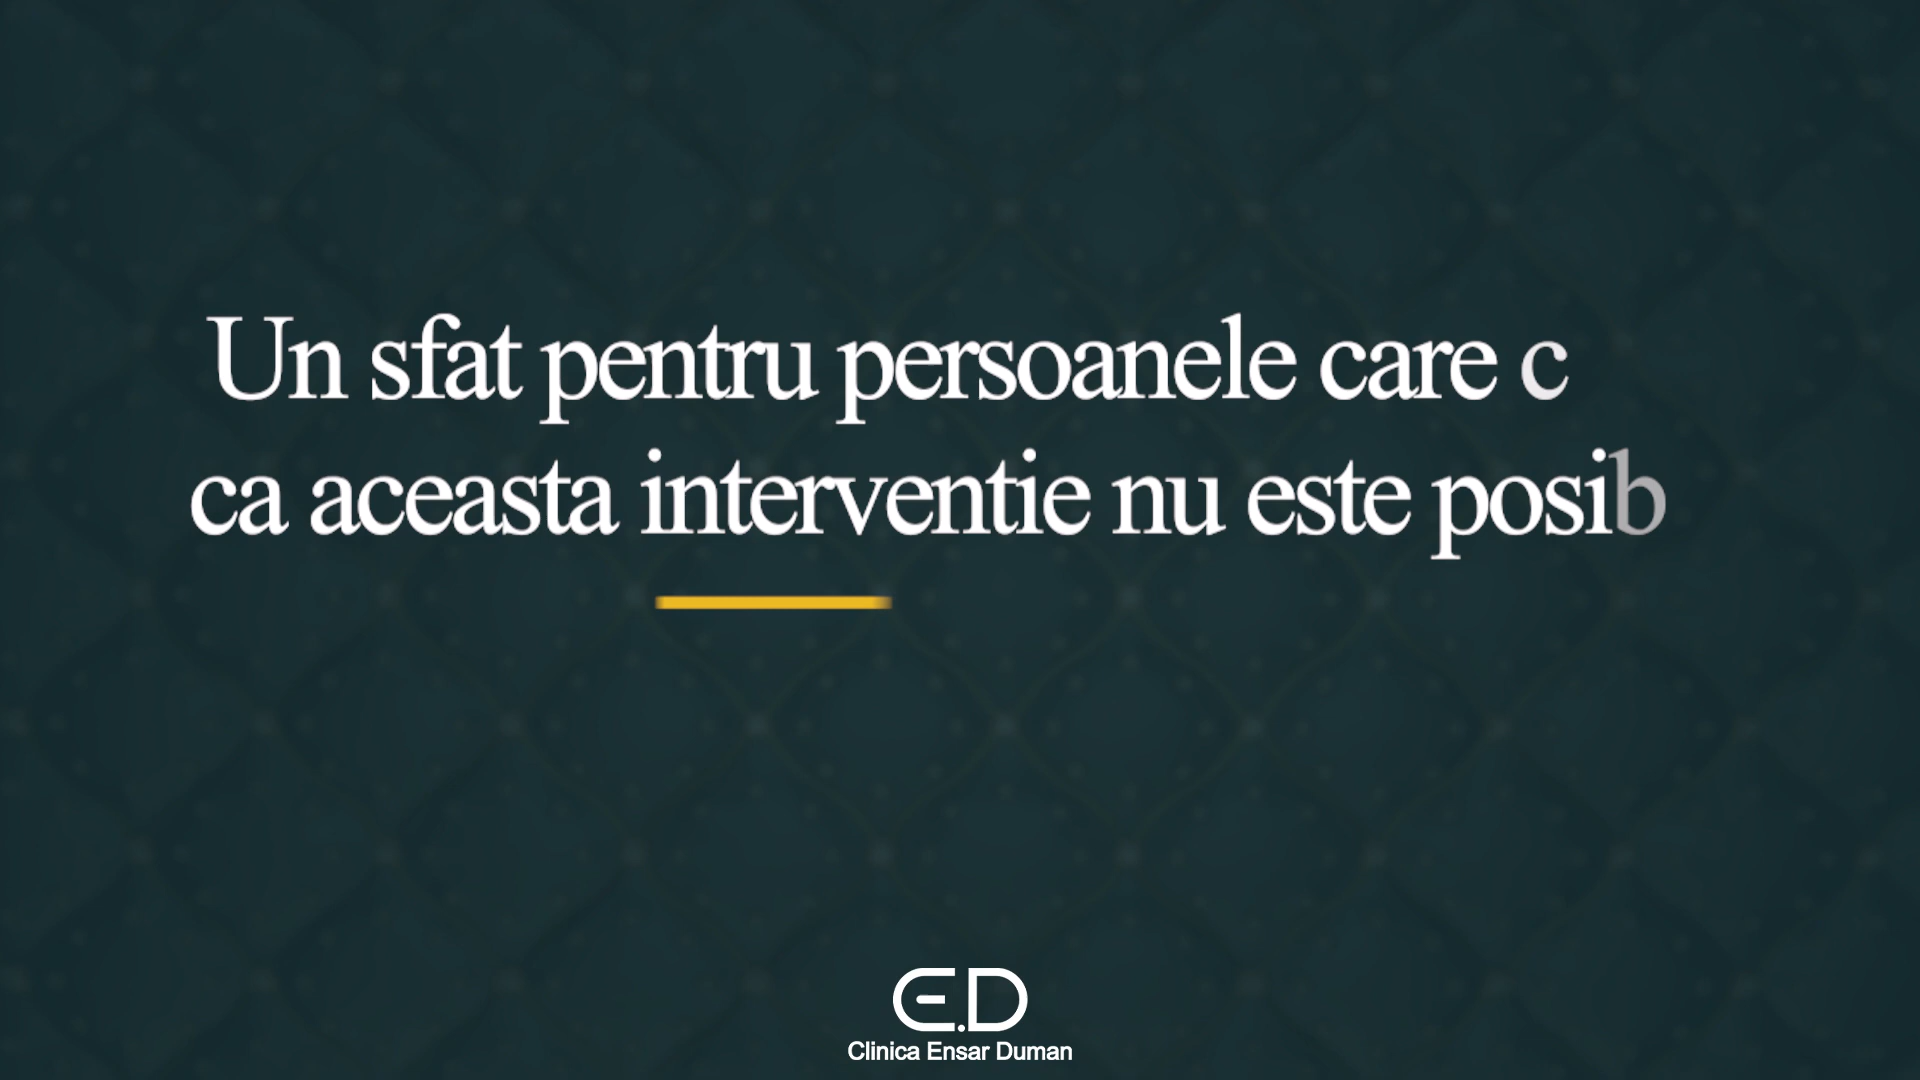 Un sfat pentru persoanele care c
ca aceasta interventie nu este posib
E.D
Clinica Ensar Duman